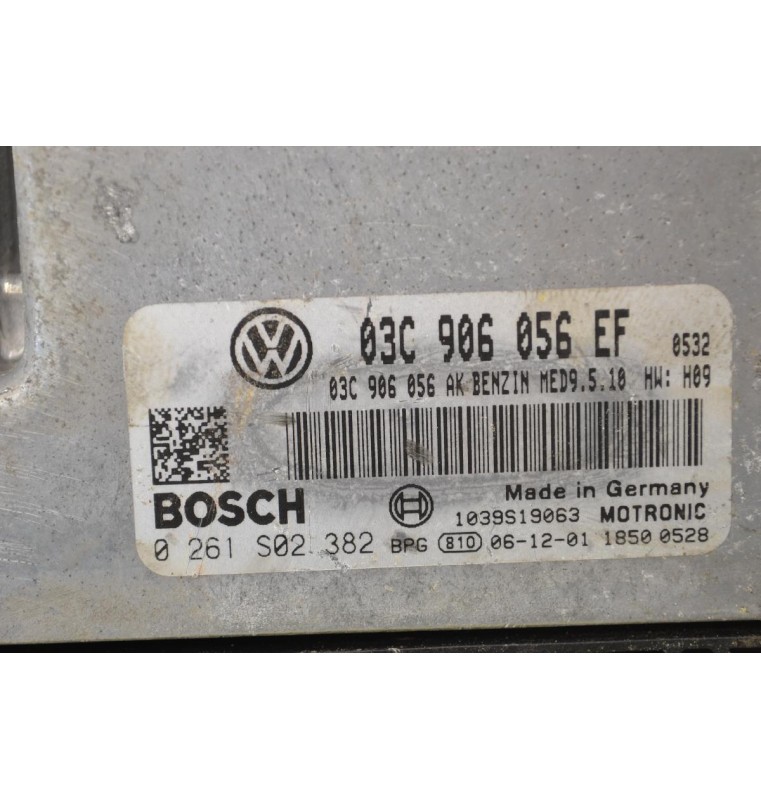 03C 906 056 EF 0532
03C 906 056 AK BENZIN MED9.5.10 HW: H09
BOSCH
Made in Germany
1039S19063 MOTRONIC
0 261 S02 382 BPG 810 06-12-01 1850 0528